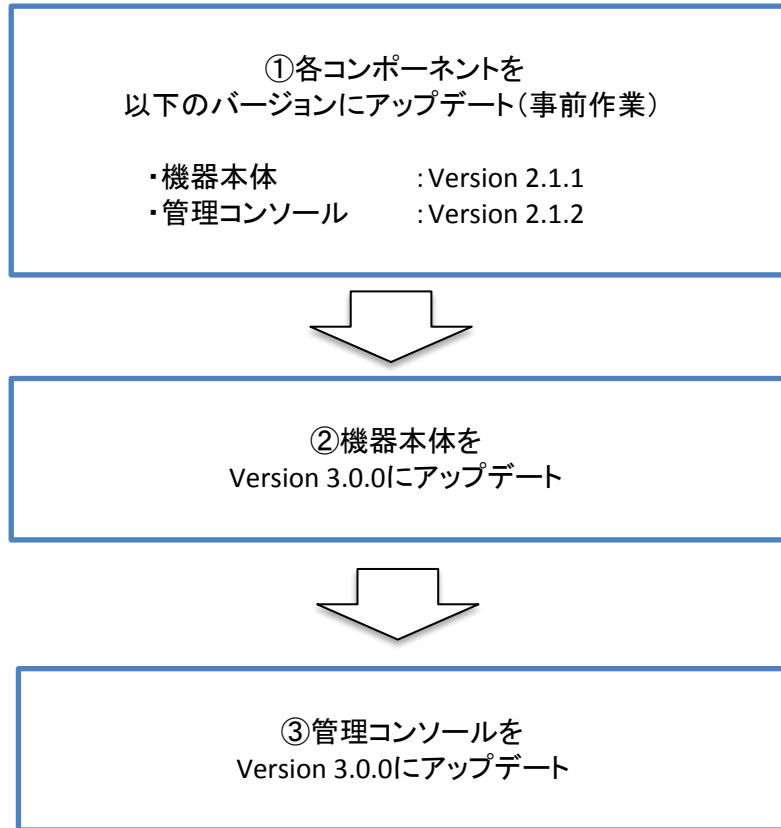 ①各コンポーネントを
以下のバージョンにアップデート(事前作業)
・機器本体 : Version 2.1.1
・管理コンソール : Version 2.1.2
②機器本体を
Version 3.0.0にアップデート
③管理コンソールを
Version 3.0.0にアップデート